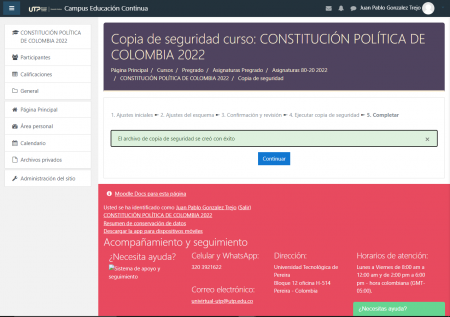 UTP
Campus Educación Continua
Juan Pablo Gonzalez Trejo
CONSTITUCIÓN POLÍTICA
DE COLOMBIA 2022
Participantes
Calificaciones
General
Página Principal
Área personal
Calendario
Archivos privados
Administración del sitio
Copia de seguridad curso: CONSTITUCIÓN POLÍTICA DE
COLOMBIA 2022
Página Principal / Cursos / Pregrado / Asignaturas Pregrado / Asignaturas 80-20 2022
/ CONSTITUCIÓN POLÍTICA DE COLOMBIA 2022 / Copia de seguridad
1. Ajustes iniciales ► 2. Ajustes del esquema ► 3. Confirmación y revisión ► 4. Ejecutar copia de seguridad ► 5. Completar
El archivo de copia de seguridad se creó con éxito ×
Continuar
Moodle Docs para esta página
Usted se ha identificado como Juan Pablo Gonzalez Trejo (Salir)
CONSTITUCIÓN POLÍTICA DE COLOMBIA 2022
Resumen de conservación de datos
Descargar la app para dispositivos móviles
Acompañamiento y seguimiento
¿Necesita ayuda?
Sistema de apoyo y
seguimiento
Celular y WhatsApp:
320 3921622
Correo electrónico:
univirtual-utp@utp.edu.co
Dirección:
Universidad Tecnológica de
Pereira
Bloque 12 oficina H-514
Pereira - Colombia
Horarios de atención:
Lunes a Viernes de 8:00 am a
12:00 am y de 2:00 pm a 6:00
pm - hora colombiana (GMT-
05:00).
¿Necesitas ayuda?